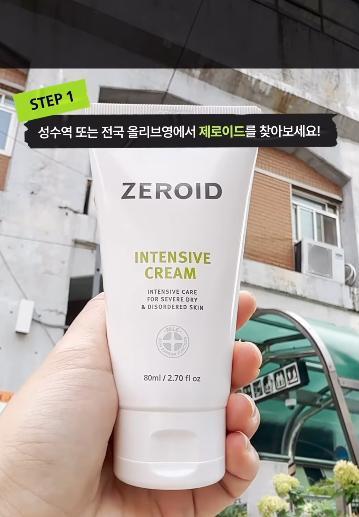 STEP 1
성수역 또는 전국 올리브영에서 제로이드를 찾아보세요!
ZEROID
INTENSIVE
CREAM
INTENSIVE CARE
FOR SEVERE DRY
& DISORDERED SKIN
80ml / 2.70 fl oz